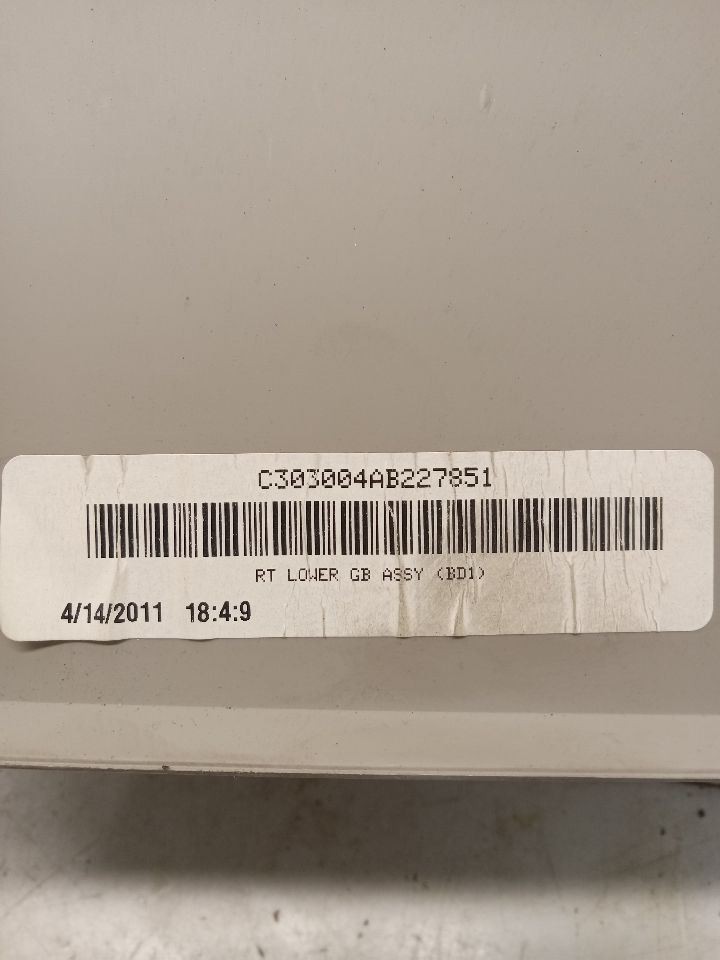 C303004AB227851
RT LOWER GB ASSY (BD1)
4/14/2011 18:4:9